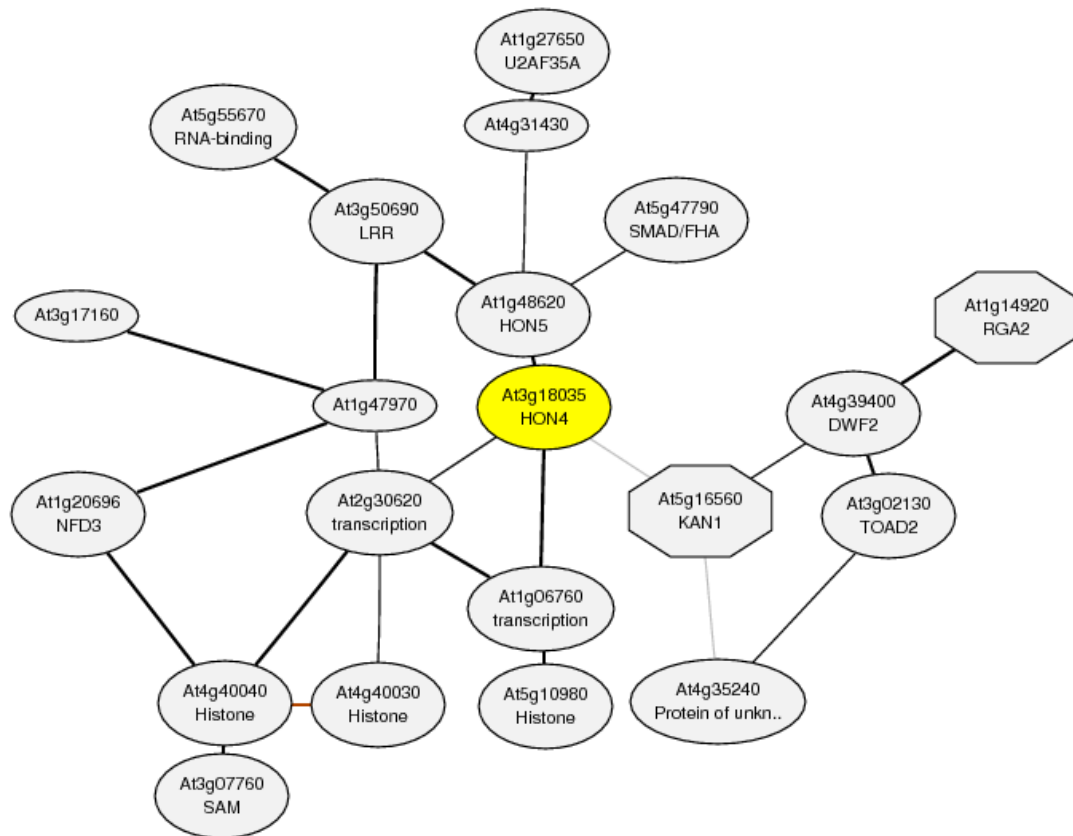 At1g27650
U2AF35A
At5g55670
RNA-binding
At4g31430
At3g50690
LRR
At5g47790
SMAD/FHA
At1g48620
HON5
At3g17160
At1g14920
RGA2
At3g18035
HON4
At1g47970
At4g39400
DWF2
At1g20696
NFD3
At2g30620
transcription
At5g16560
KAN1
At3g02130
TOAD2
At1g06760
transcription
At4g40040
Histone
At4g40030
Histone
At5g10980
Histone
At4g35240
Protein of unkn..
At3g07760
SAM